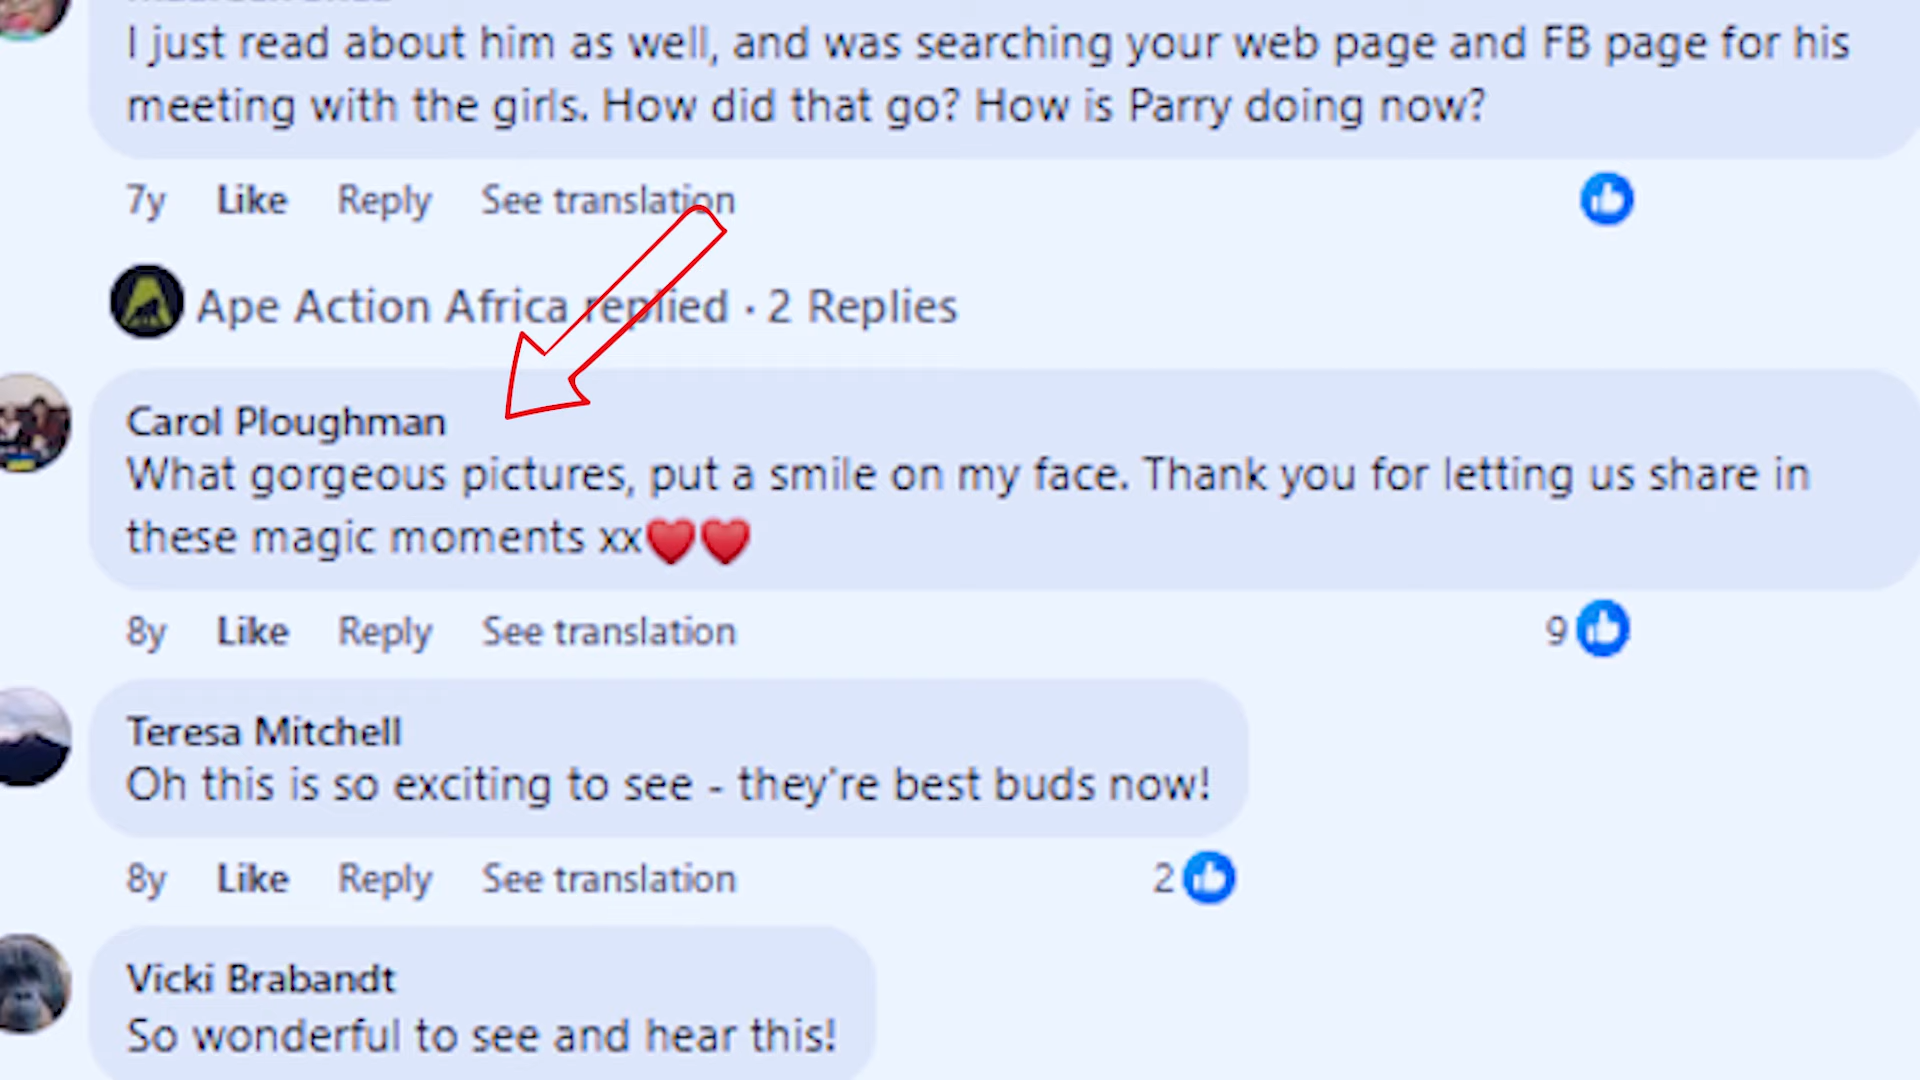 I just read about him as well, and was searching your web page and FB page for his
meeting with the girls. How did that go? How is Parry doing now?
7y Like Reply See translation
Ape Action Africa replied · 2 Replies
Carol Ploughman
What gorgeous pictures, put a smile on my face. Thank you for letting us share in
these magic moments xx❤️❤️
8y Like Reply See translation 9
Teresa Mitchell
Oh this is so exciting to see - they're best buds now!
8y Like Reply See translation 2
Vicki Brabandt
So wonderful to see and hear this!